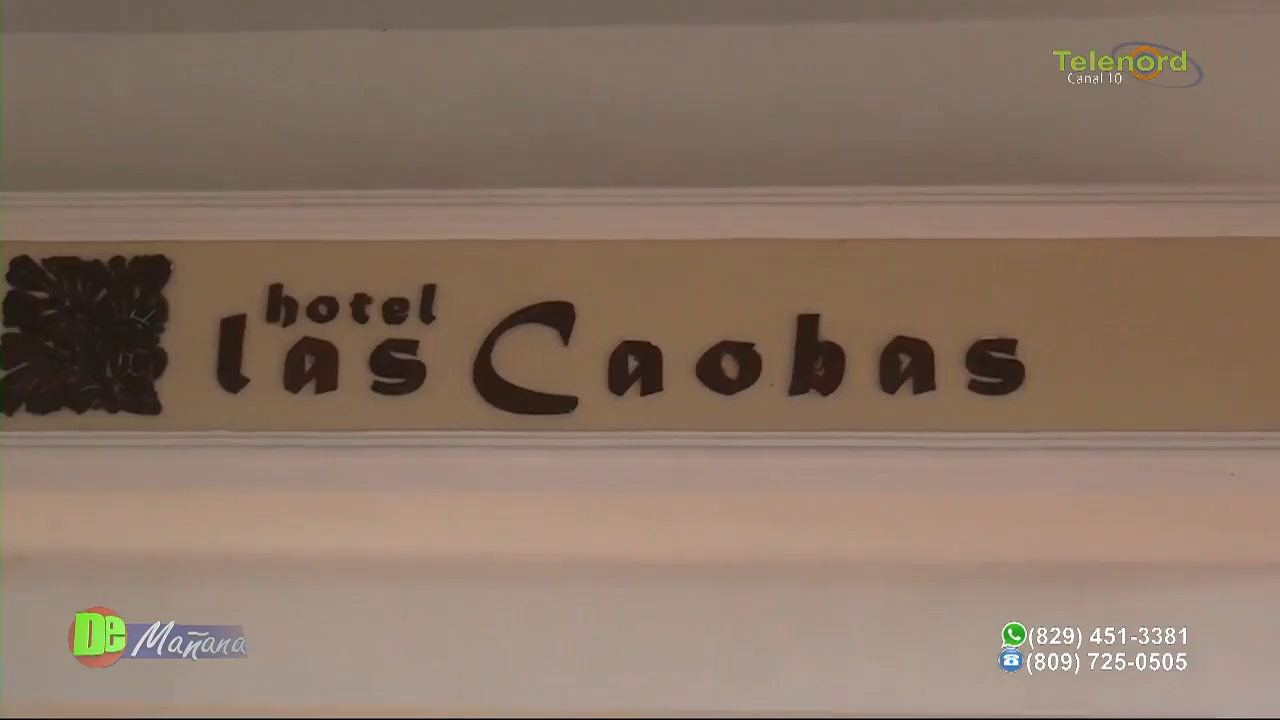 Telenord
Canal 10
hotel
las Caobas
De Mañana
(829) 451-3381
(809) 725-0505